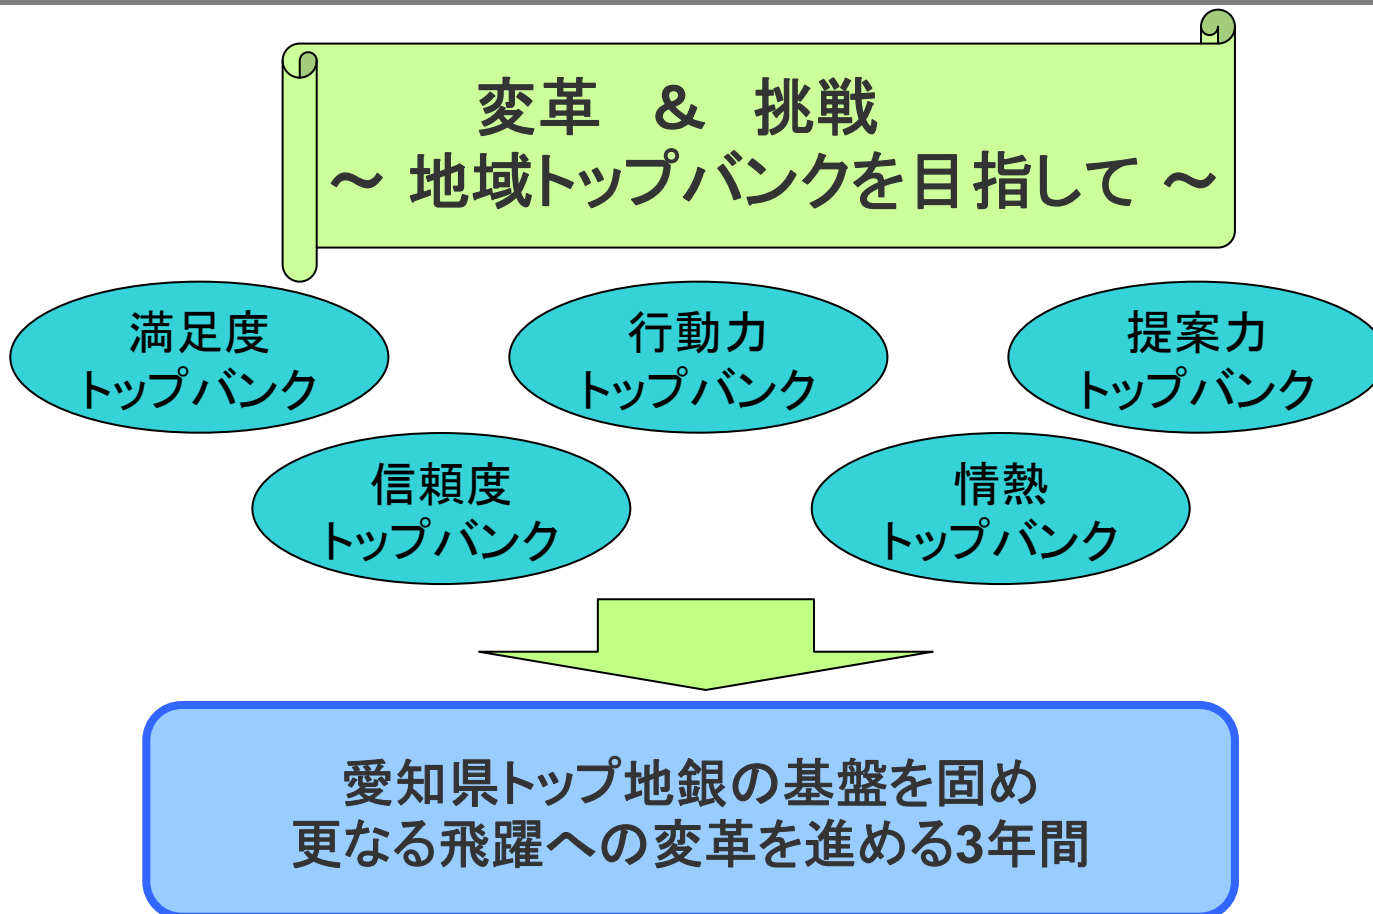 変革　&　挑戦
～ 地域トップバンクを目指して ～
満足度
トップバンク
行動力
トップバンク
提案力
トップバンク
信頼度
トップバンク
情熱
トップバンク
愛知県トップ地銀の基盤を固め
更なる飛躍への変革を進める3年間